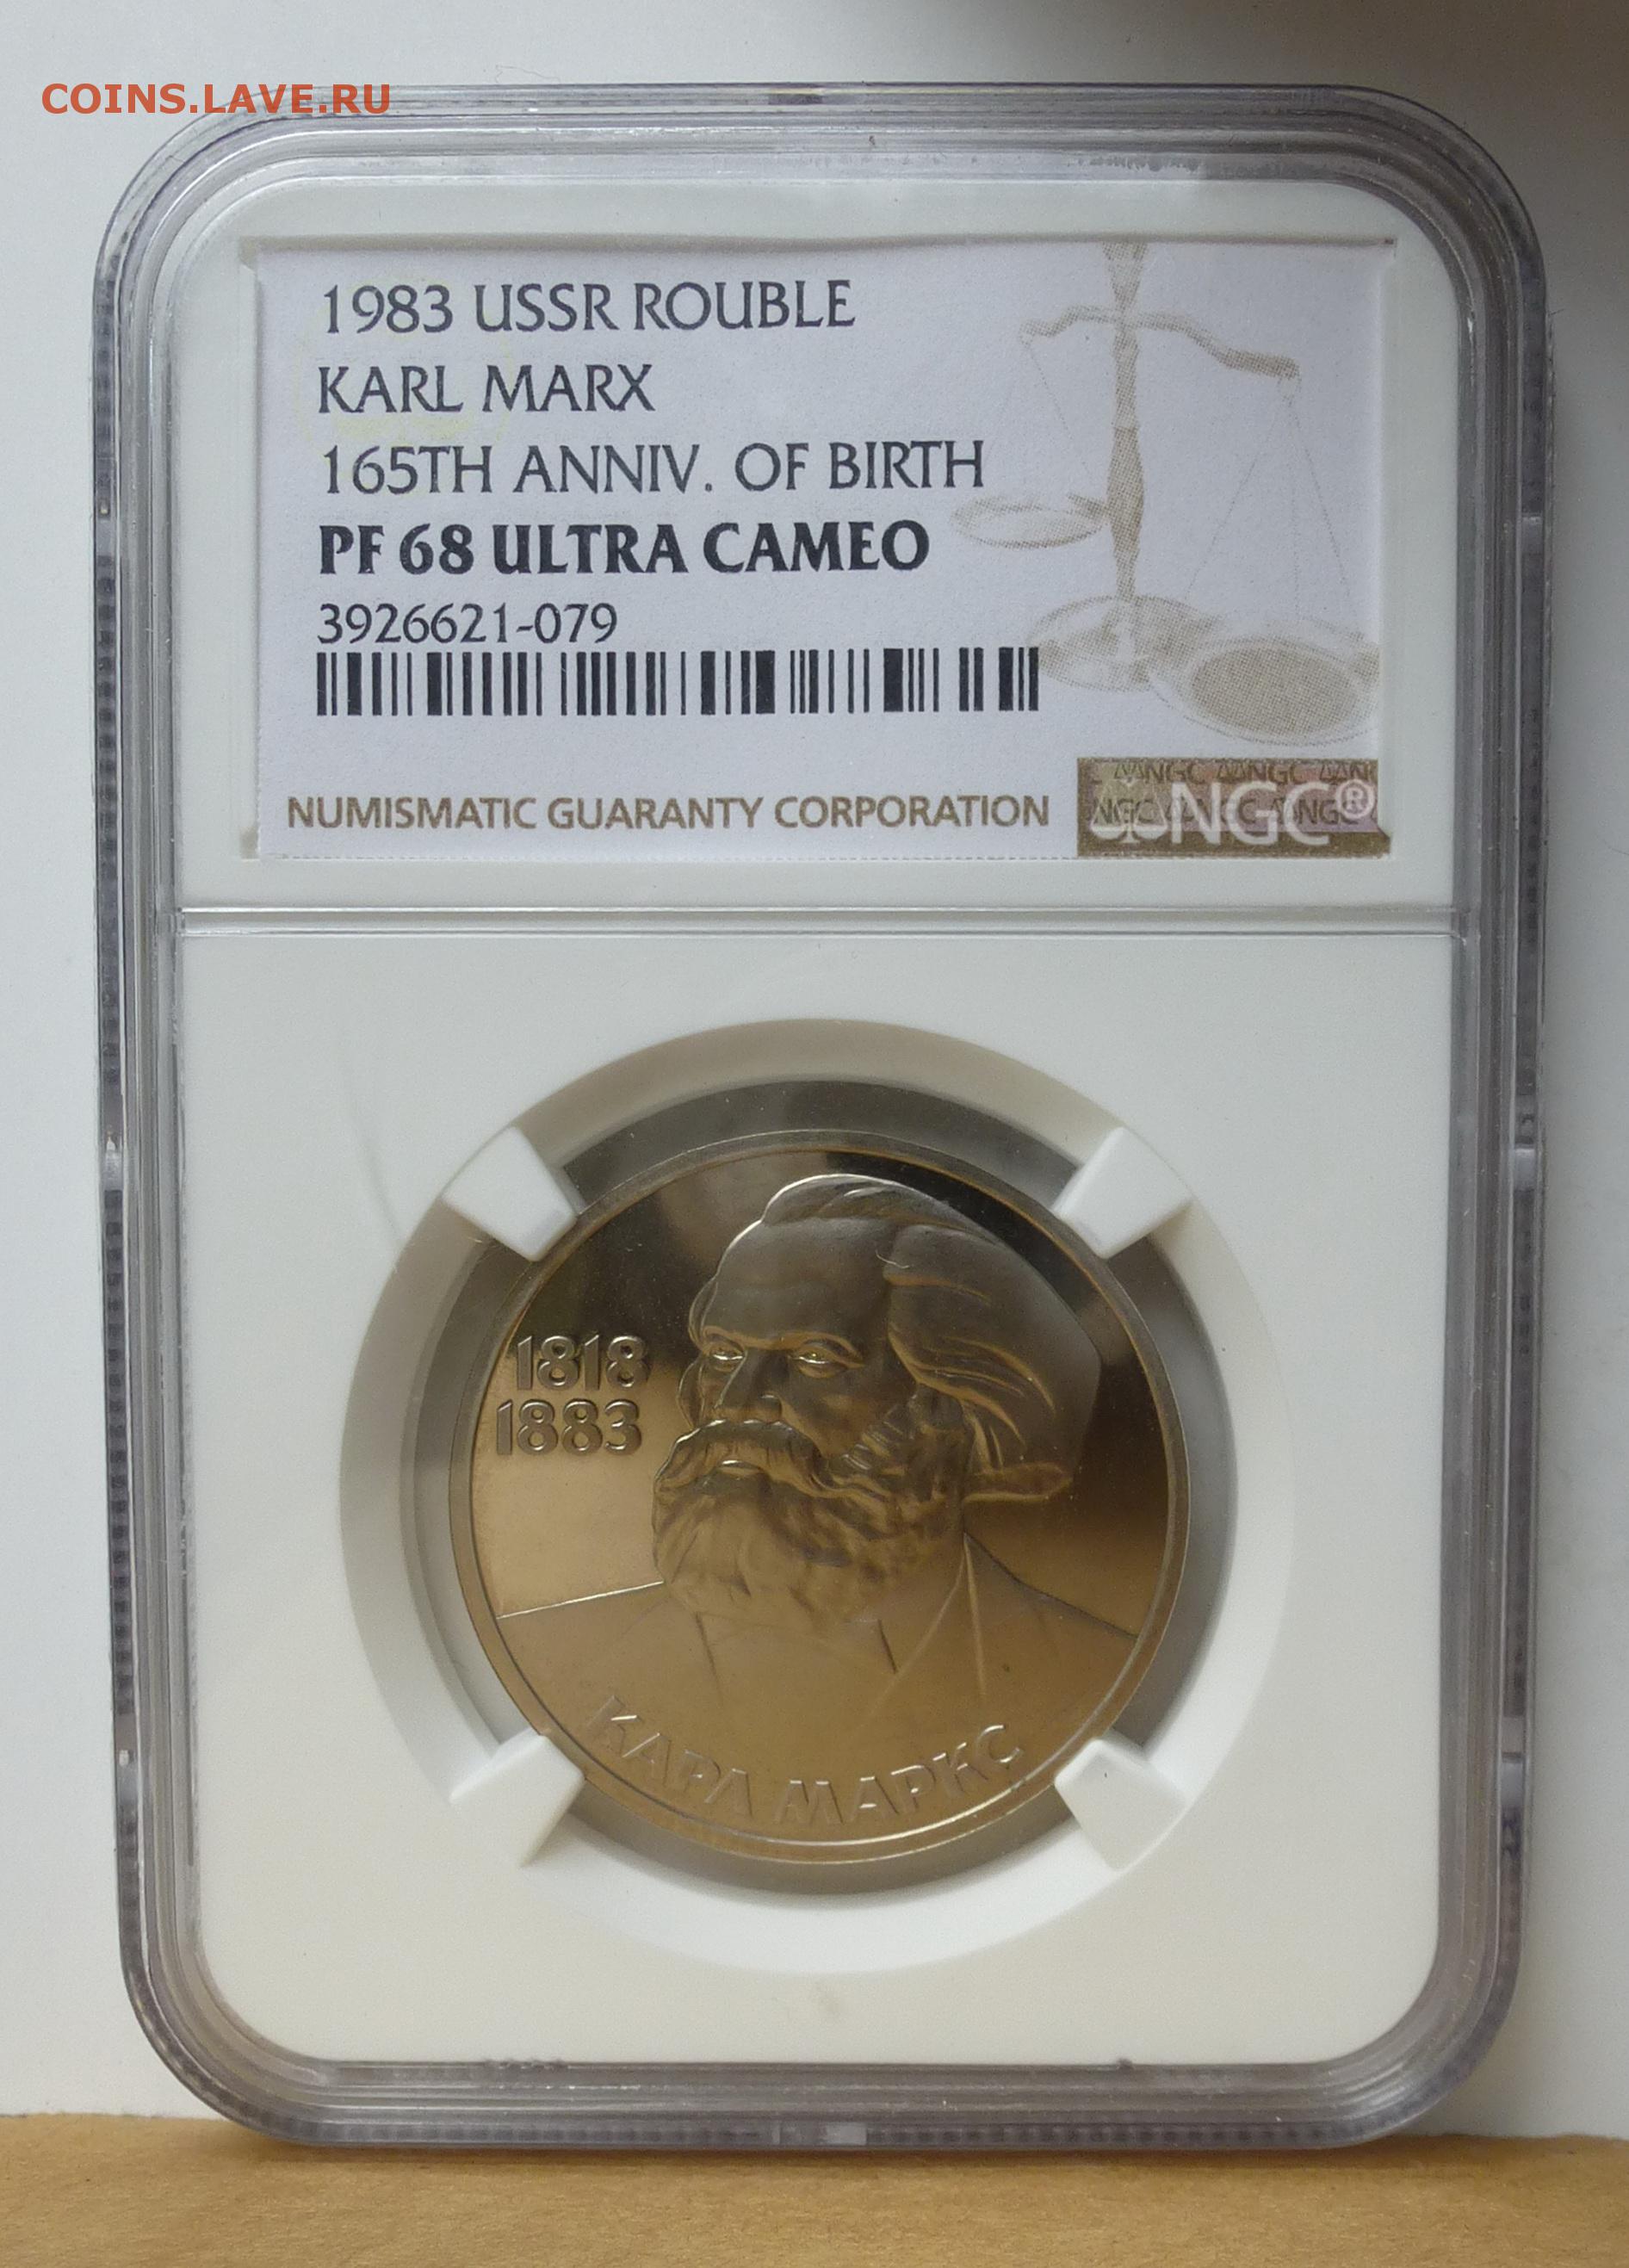 COINS.LAVE.RU
1983 USSR ROUBLE
KARL MARX
165TH ANNIV. OF BIRTH
PF 68 ULTRA CAMEO
3926621-079
NUMISMATIC GUARANTY CORPORATION
NGC®
1818
1883
КАРЛ МАРКС